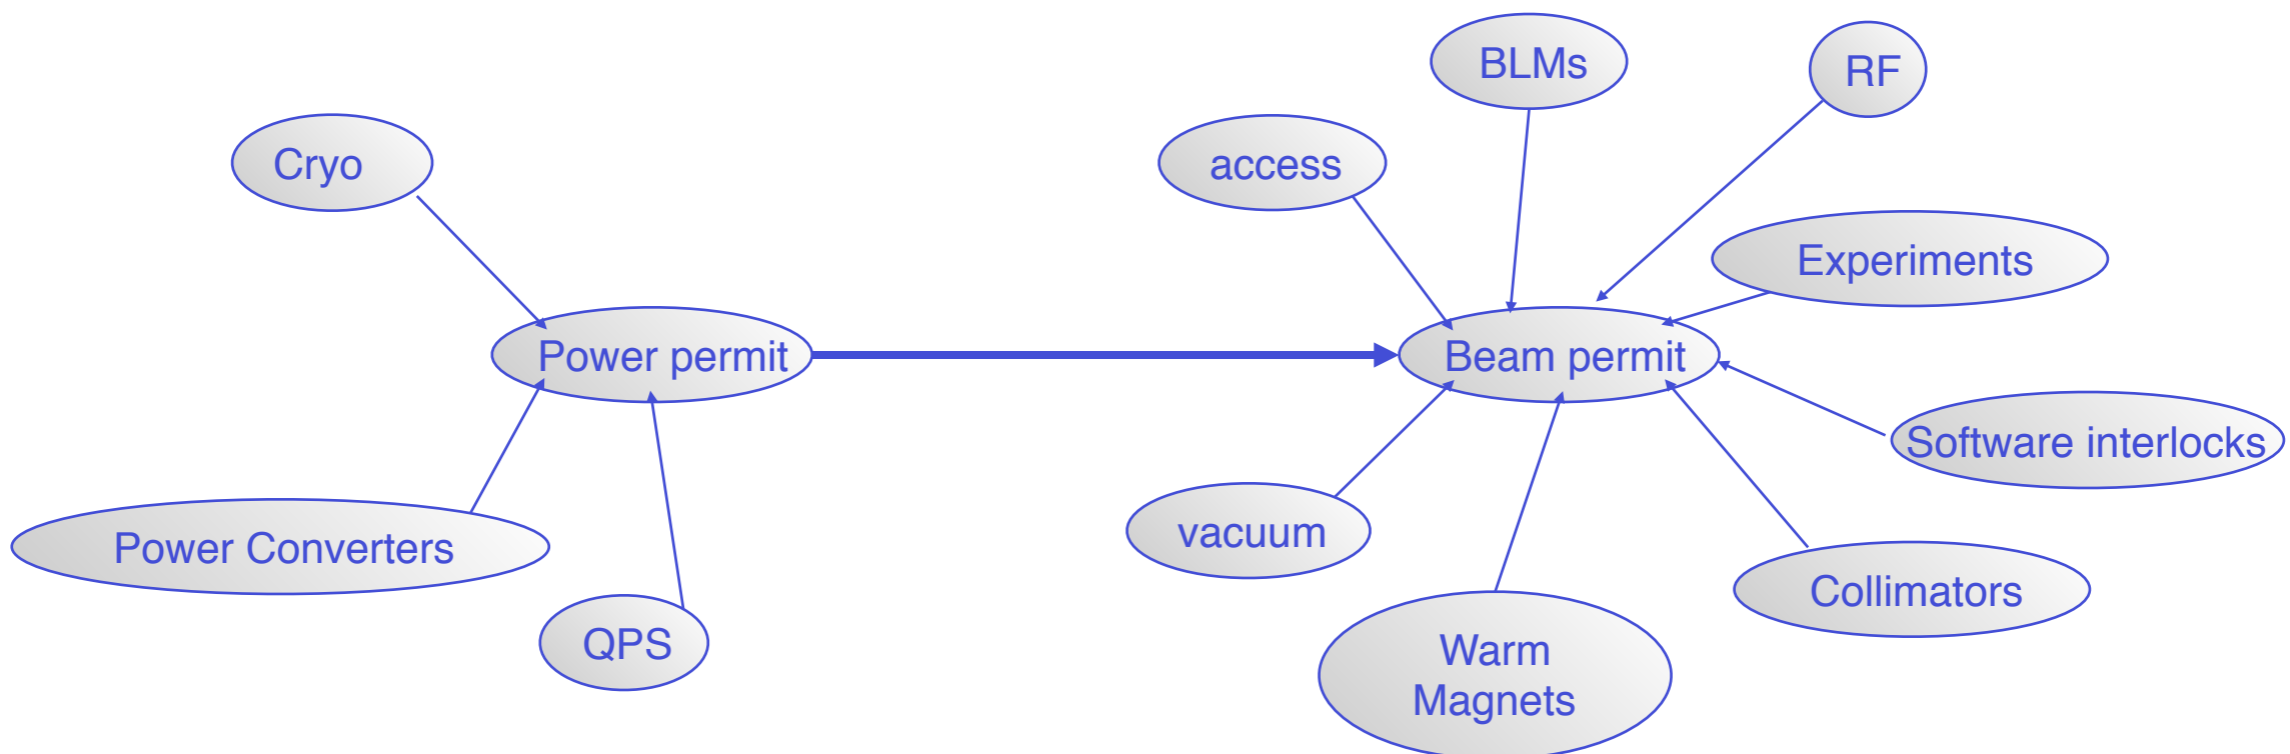 BLMs
RF
Cryo
access
Experiments
Power permit
Beam permit
Software interlocks
Power Converters
vacuum
Collimators
QPS
Warm
Magnets